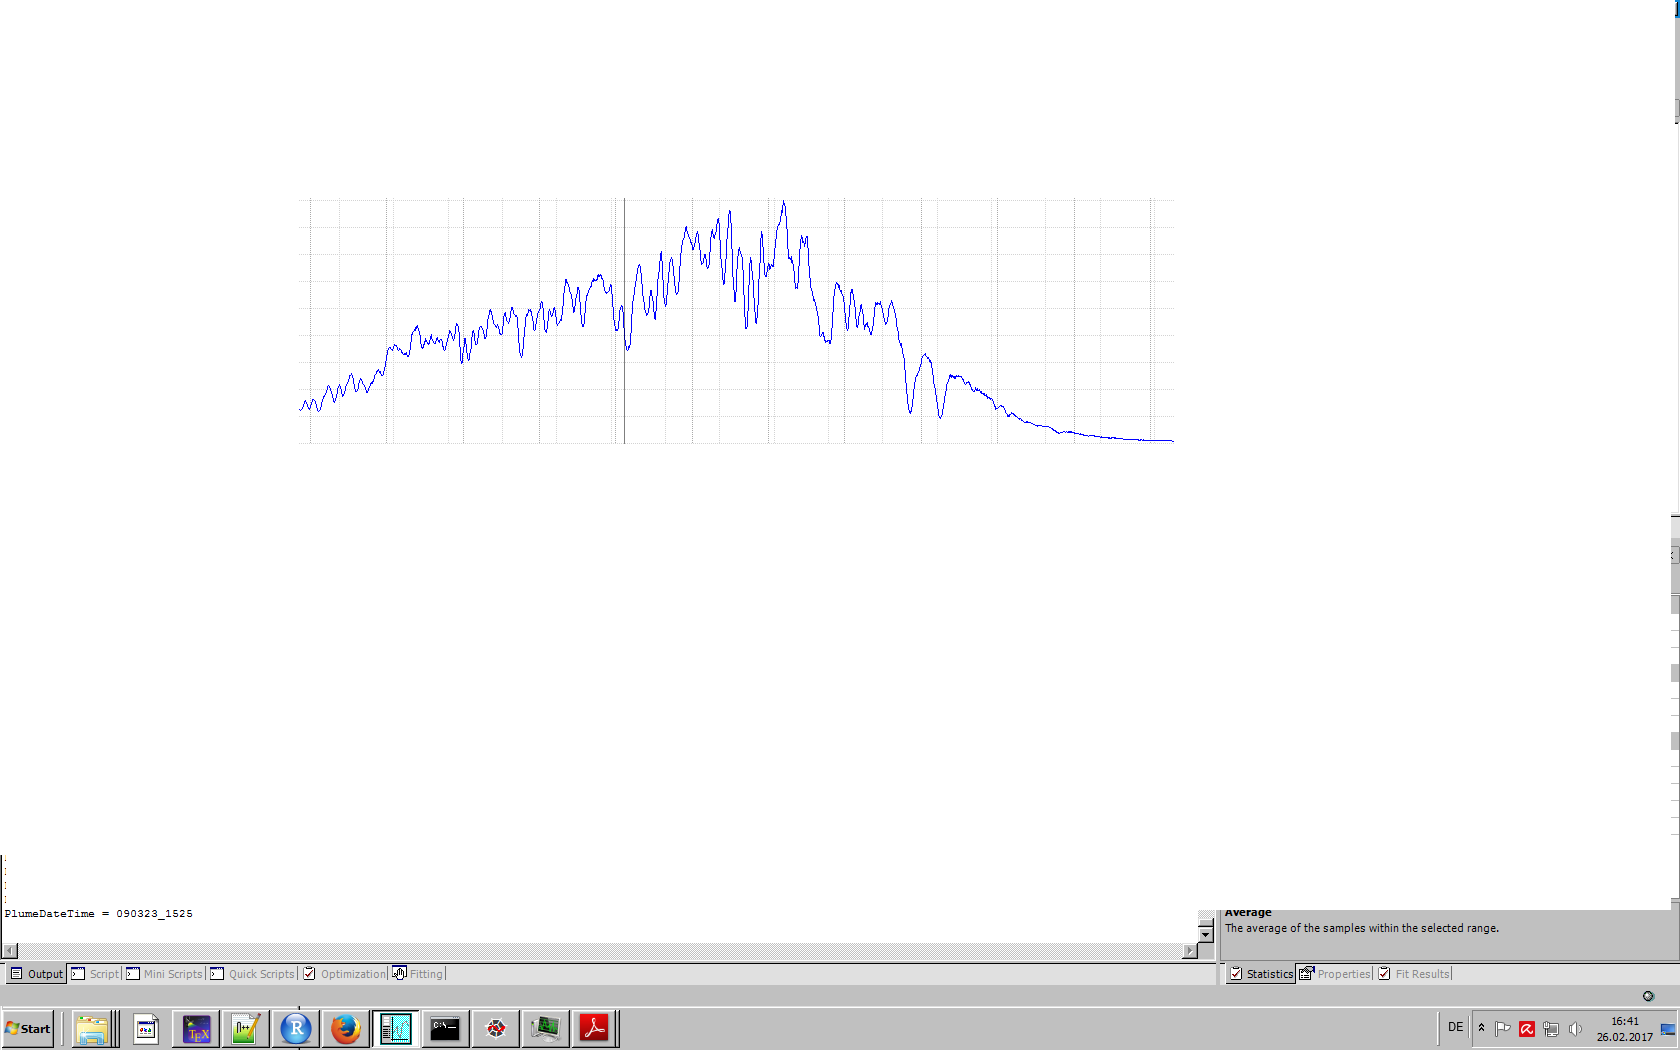 PlumeDateTime = 090323_1525
Average
The average of the samples within the selected range.
Output Script Mini Scripts Quick Scripts Optimization Fitting
Statistics Properties Fit Results
Start
DE
16:41
26.02.2017